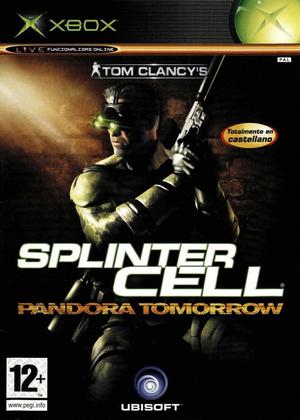 XBOX
LIVE FUNCIONALIDAD ONLINE
PAL
TOM CLANCY'S
Totalmente en
castellano
SPLINTER
CELL®
PANDORA TOMORROW
12+
www.pegi.info
UBISOFT